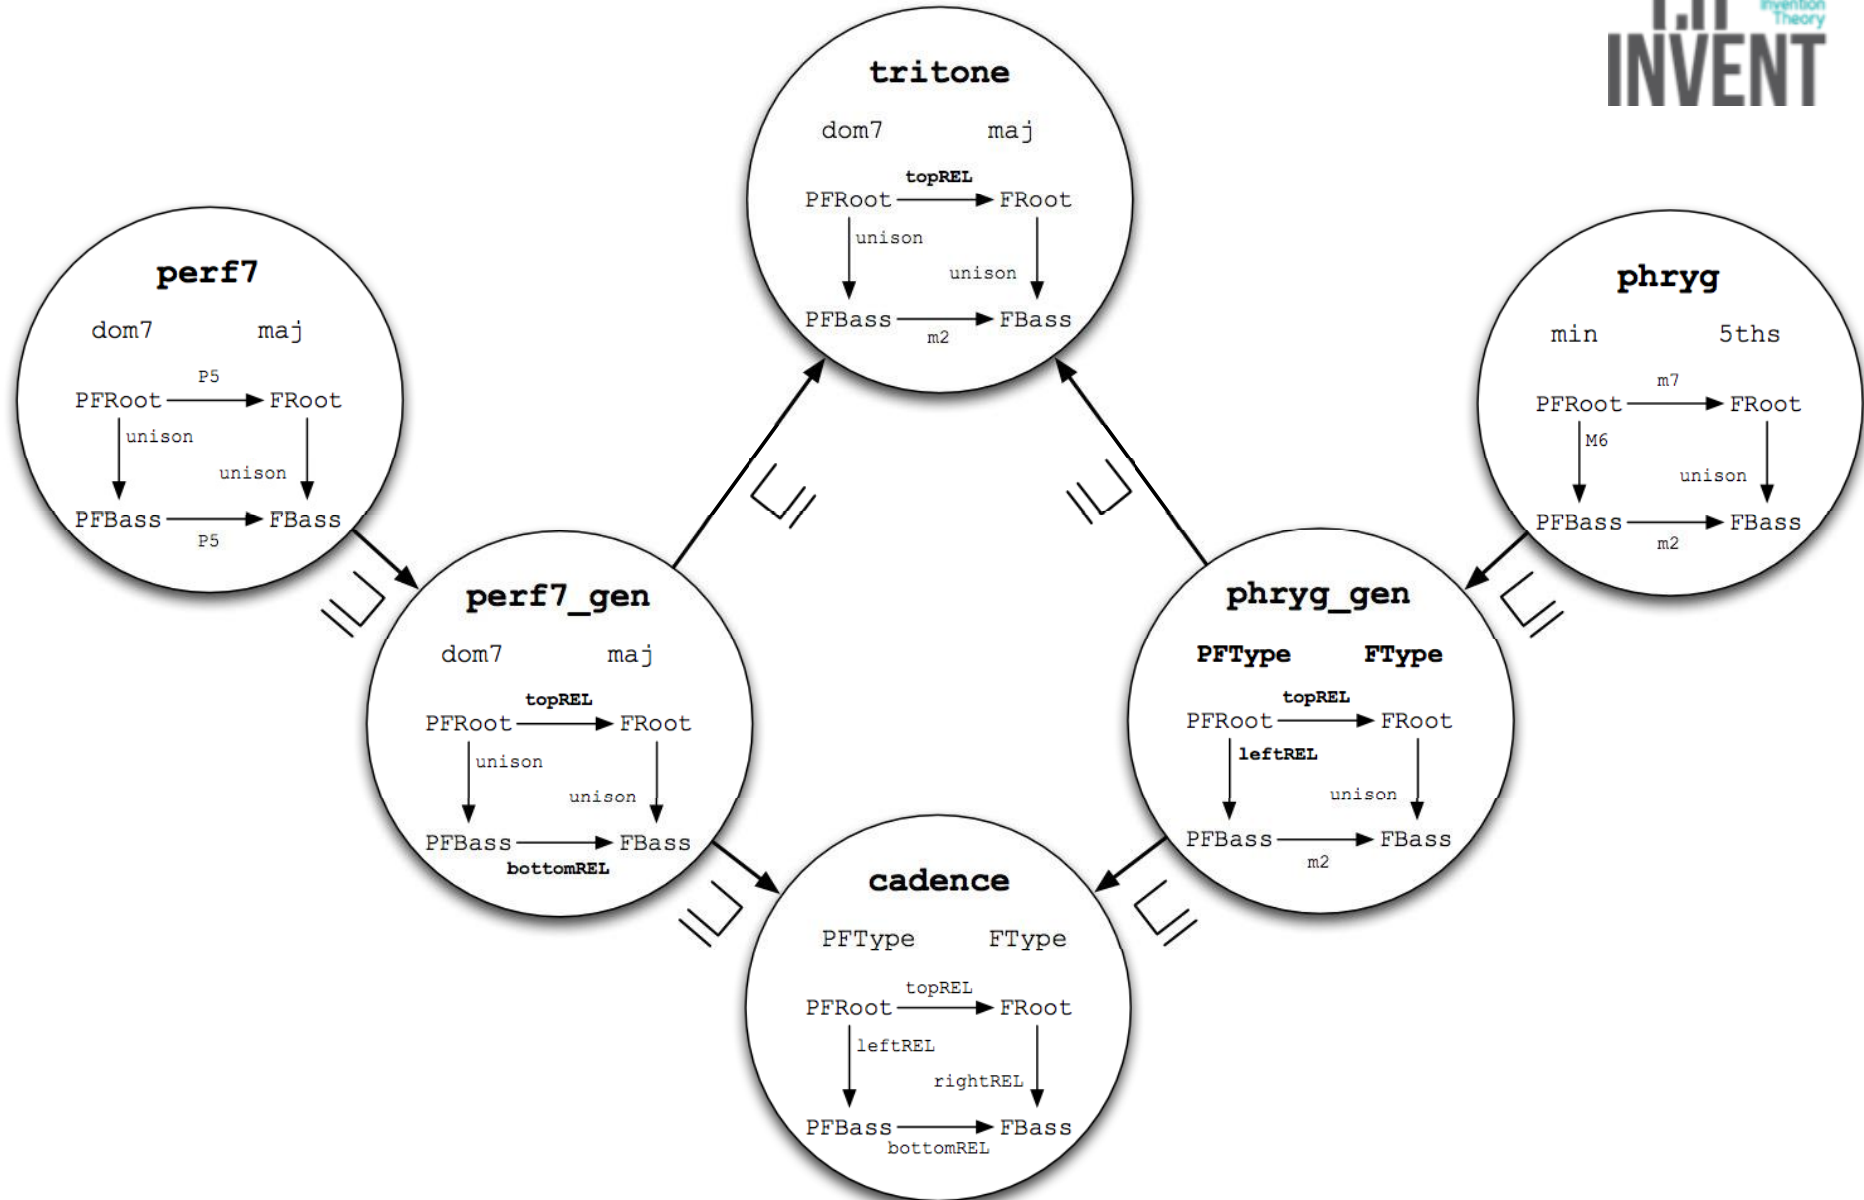 Invention
Theory
INVENT
tritone
dom7 maj
topREL
PFRoot FRoot
unison
unison
PFBass FBass
m2
perf7
dom7 maj
P5
PFRoot FRoot
unison
unison
PFBass FBass
P5
phryg
min 5ths
m7
PFRoot FRoot
M6
unison
PFBass FBass
m2
perf7_gen
dom7 maj
topREL
PFRoot FRoot
unison
unison
PFBass FBass
bottomREL
phryg_gen
PFType FType
topREL
PFRoot FRoot
leftREL
unison
PFBass FBass
m2
cadence
PFType FType
topREL
PFRoot FRoot
leftREL
rightREL
PFBass FBass
bottomREL